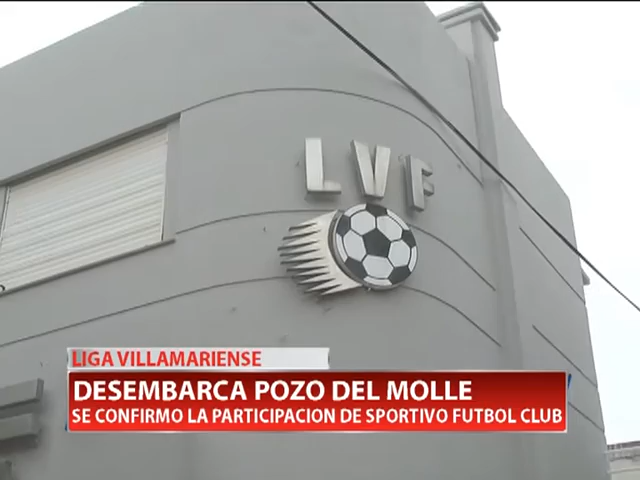 LVF
LIGA VILLAMARIENSE
DESEMBARCA POZO DEL MOLLE
SE CONFIRMO LA PARTICIPACION DE SPORTIVO FUTBOL CLUB